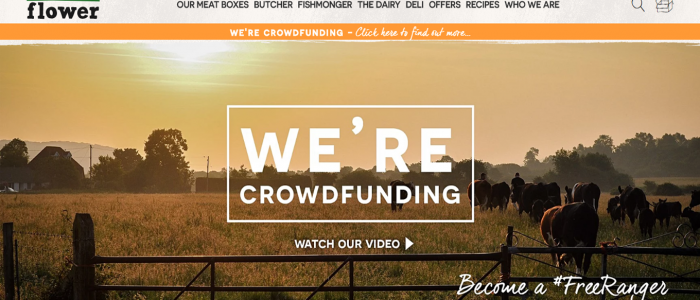 flower
OUR MEAT BOXES BUTCHER FISHMONGER THE DAIRY DELI OFFERS RECIPES WHO WE ARE
WE'RE CROWDFUNDING - Click here to find out more...
WE'RE
CROWDFUNDING
WATCH OUR VIDEO
Become a #FreeRanger